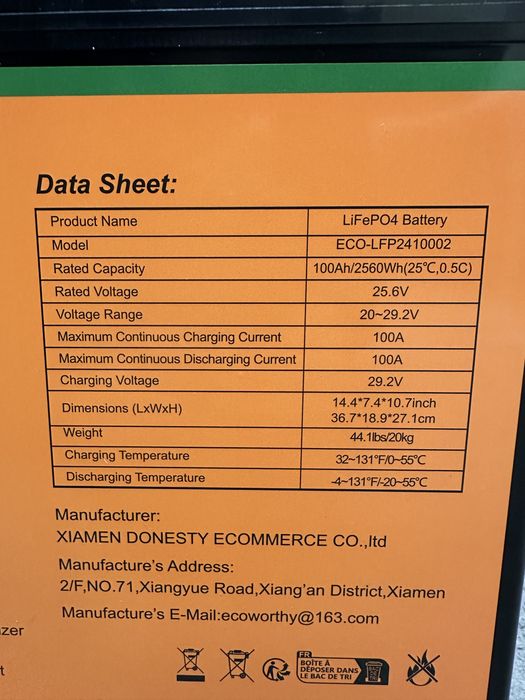 Data Sheet:
Product Name LiFePO4 Battery
Model ECO-LFP2410002
Rated Capacity 100Ah/2560Wh(25℃,0.5C)
Rated Voltage 25.6V
Voltage Range 20~29.2V
Maximum Continuous Charging Current 100A
Maximum Continuous Discharging Current 100A
Charging Voltage 29.2V
Dimensions (LxWxH) 14.4*7.4*10.7inch
36.7*18.9*27.1cm
Weight 44.1lbs/20kg
Charging Temperature 32~131°F/0~55℃
Discharging Temperature -4~131°F/-20~55℃
Manufacturer:
XIAMEN DONESTY ECOMMERCE CO.,ltd
Manufacture's Address:
2/F,NO.71,Xiangyue Road,Xiang'an District,Xiamen
Manufacture's E-Mail:ecoworthy@163.com
zer
t
FR
BOÎTE À
DÉPOSER DANS
LE BAC DE TRI